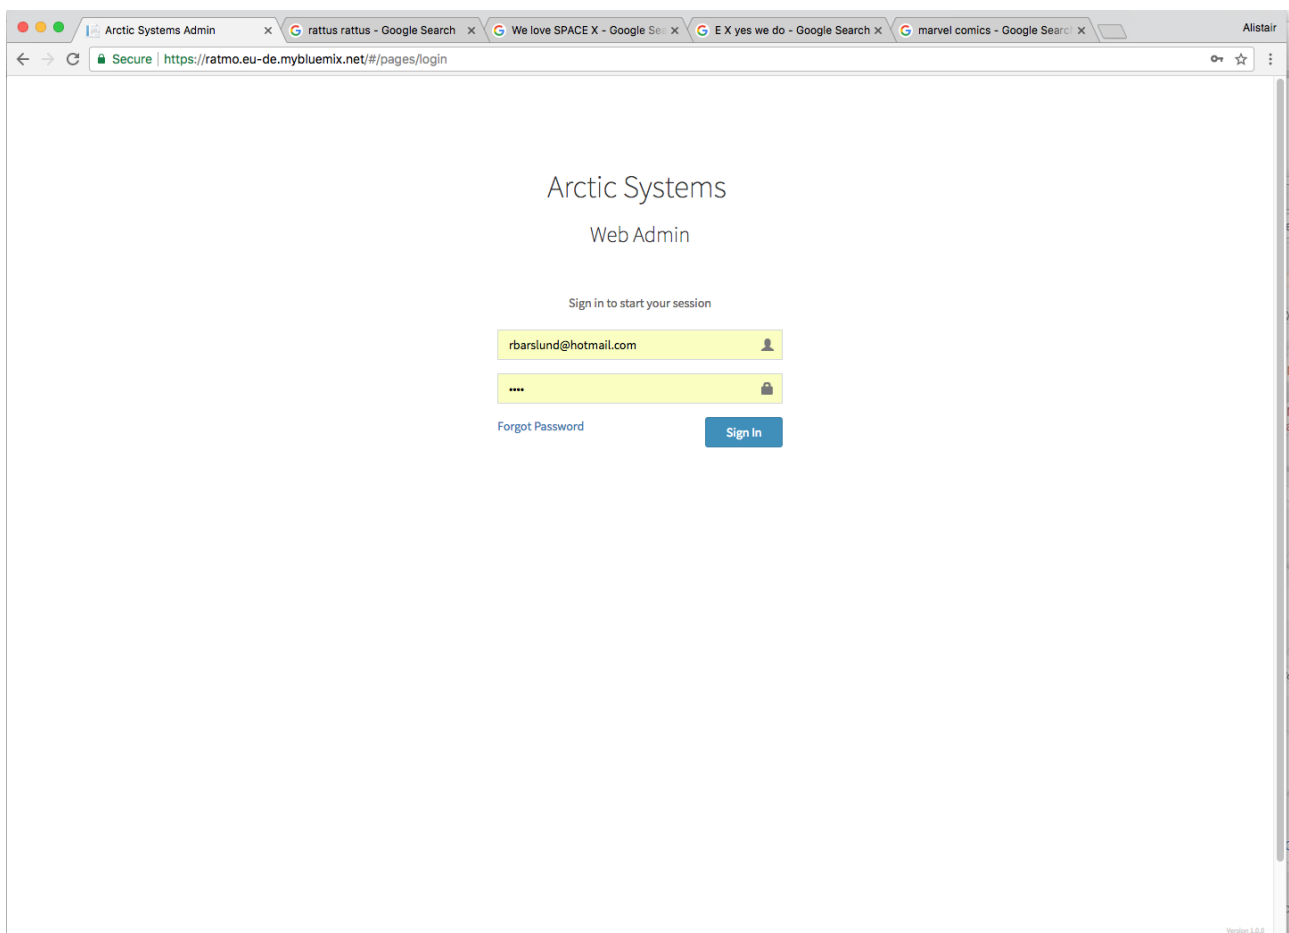 Arctic Systems Admin
rattus rattus - Google Search
We love SPACE X - Google Sea
E X yes we do - Google Search
marvel comics - Google Search
Alistair
Secure
https://ratmo.eu-de.mybluemix.net/#/pages/login
Arctic Systems
Web Admin
Sign in to start your session
rbarslund@hotmail.com
••••
Forgot Password
Sign In
Version 1.0.0